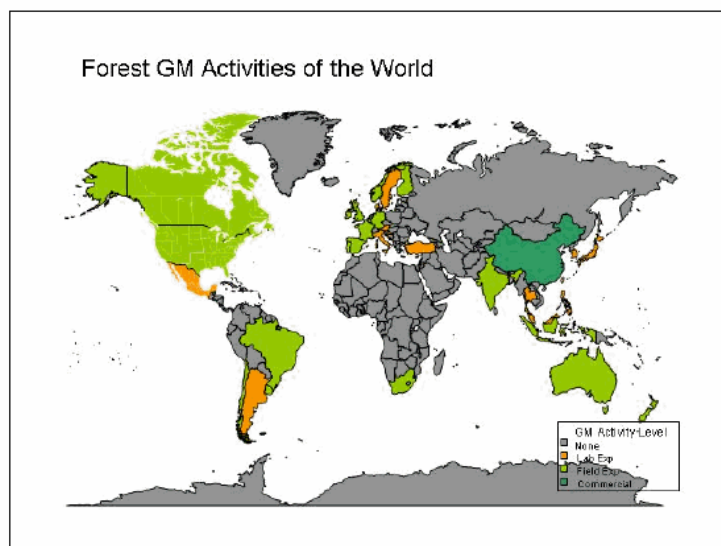 Forest GM Activities of the World
GM Activity-Level
None
Lab Exp
Field Exp
Commercial